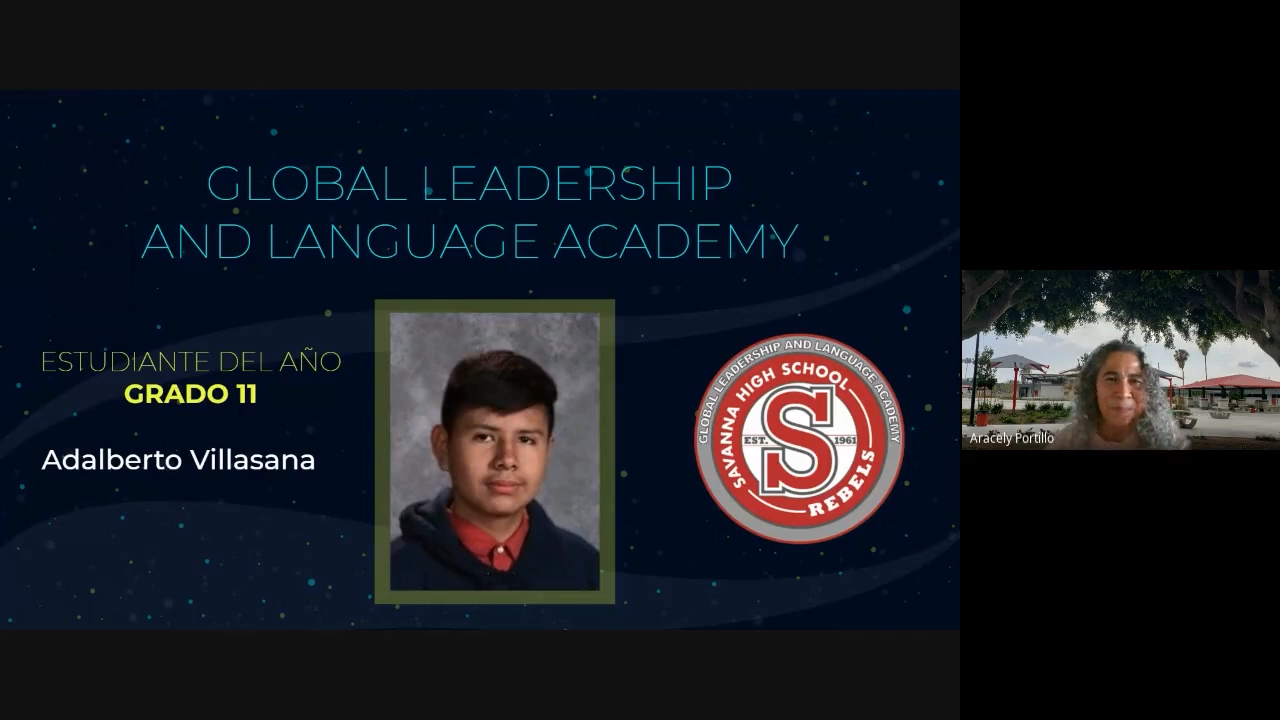 GLOBAL LEADERSHIP
AND LANGUAGE ACADEMY
ESTUDIANTE DEL AÑO
GRADO 11
Adalberto Villasana
GLOBAL LEADERSHIP AND LANGUAGE ACADEMY
SAVANNA HIGH SCHOOL
EST. 1961
S
REBELS
Aracely Portillo